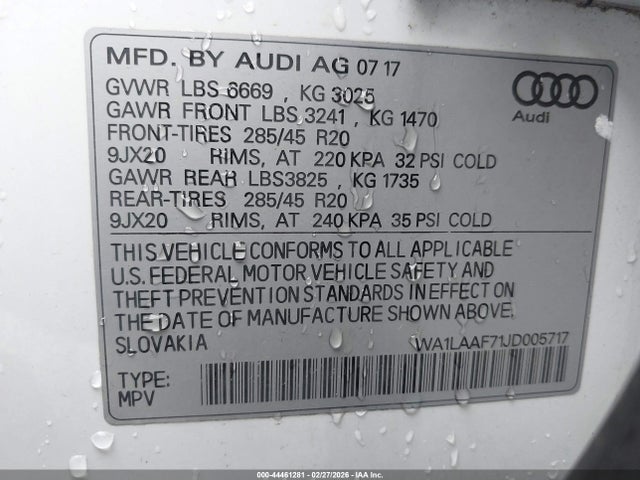 MFD. BY AUDI AG 07 17
GVWR LBS 6669 , KG 3025
GAWR FRONT LBS 3241 , KG 1470
FRONT-TIRES 285/45 R20
9JX20 RIMS, AT 220 KPA 32 PSI COLD
GAWR REAR LBS3825 , KG 1735
REAR-TIRES 285/45 R20
9JX20 RIMS, AT 240 KPA 35 PSI COLD
Audi
THIS VEHICLE CONFORMS TO ALL APPLICABLE
U.S. FEDERAL MOTOR VEHICLE SAFETY AND
THEFT PREVENTION STANDARDS IN EFFECT ON
THE DATE OF MANUFACTURE SHOWN ABOVE.
SLOVAKIA WA1LAAF71JD005717
TYPE:
MPV
000-44461281 - 02/27/2026 - IAA Inc.